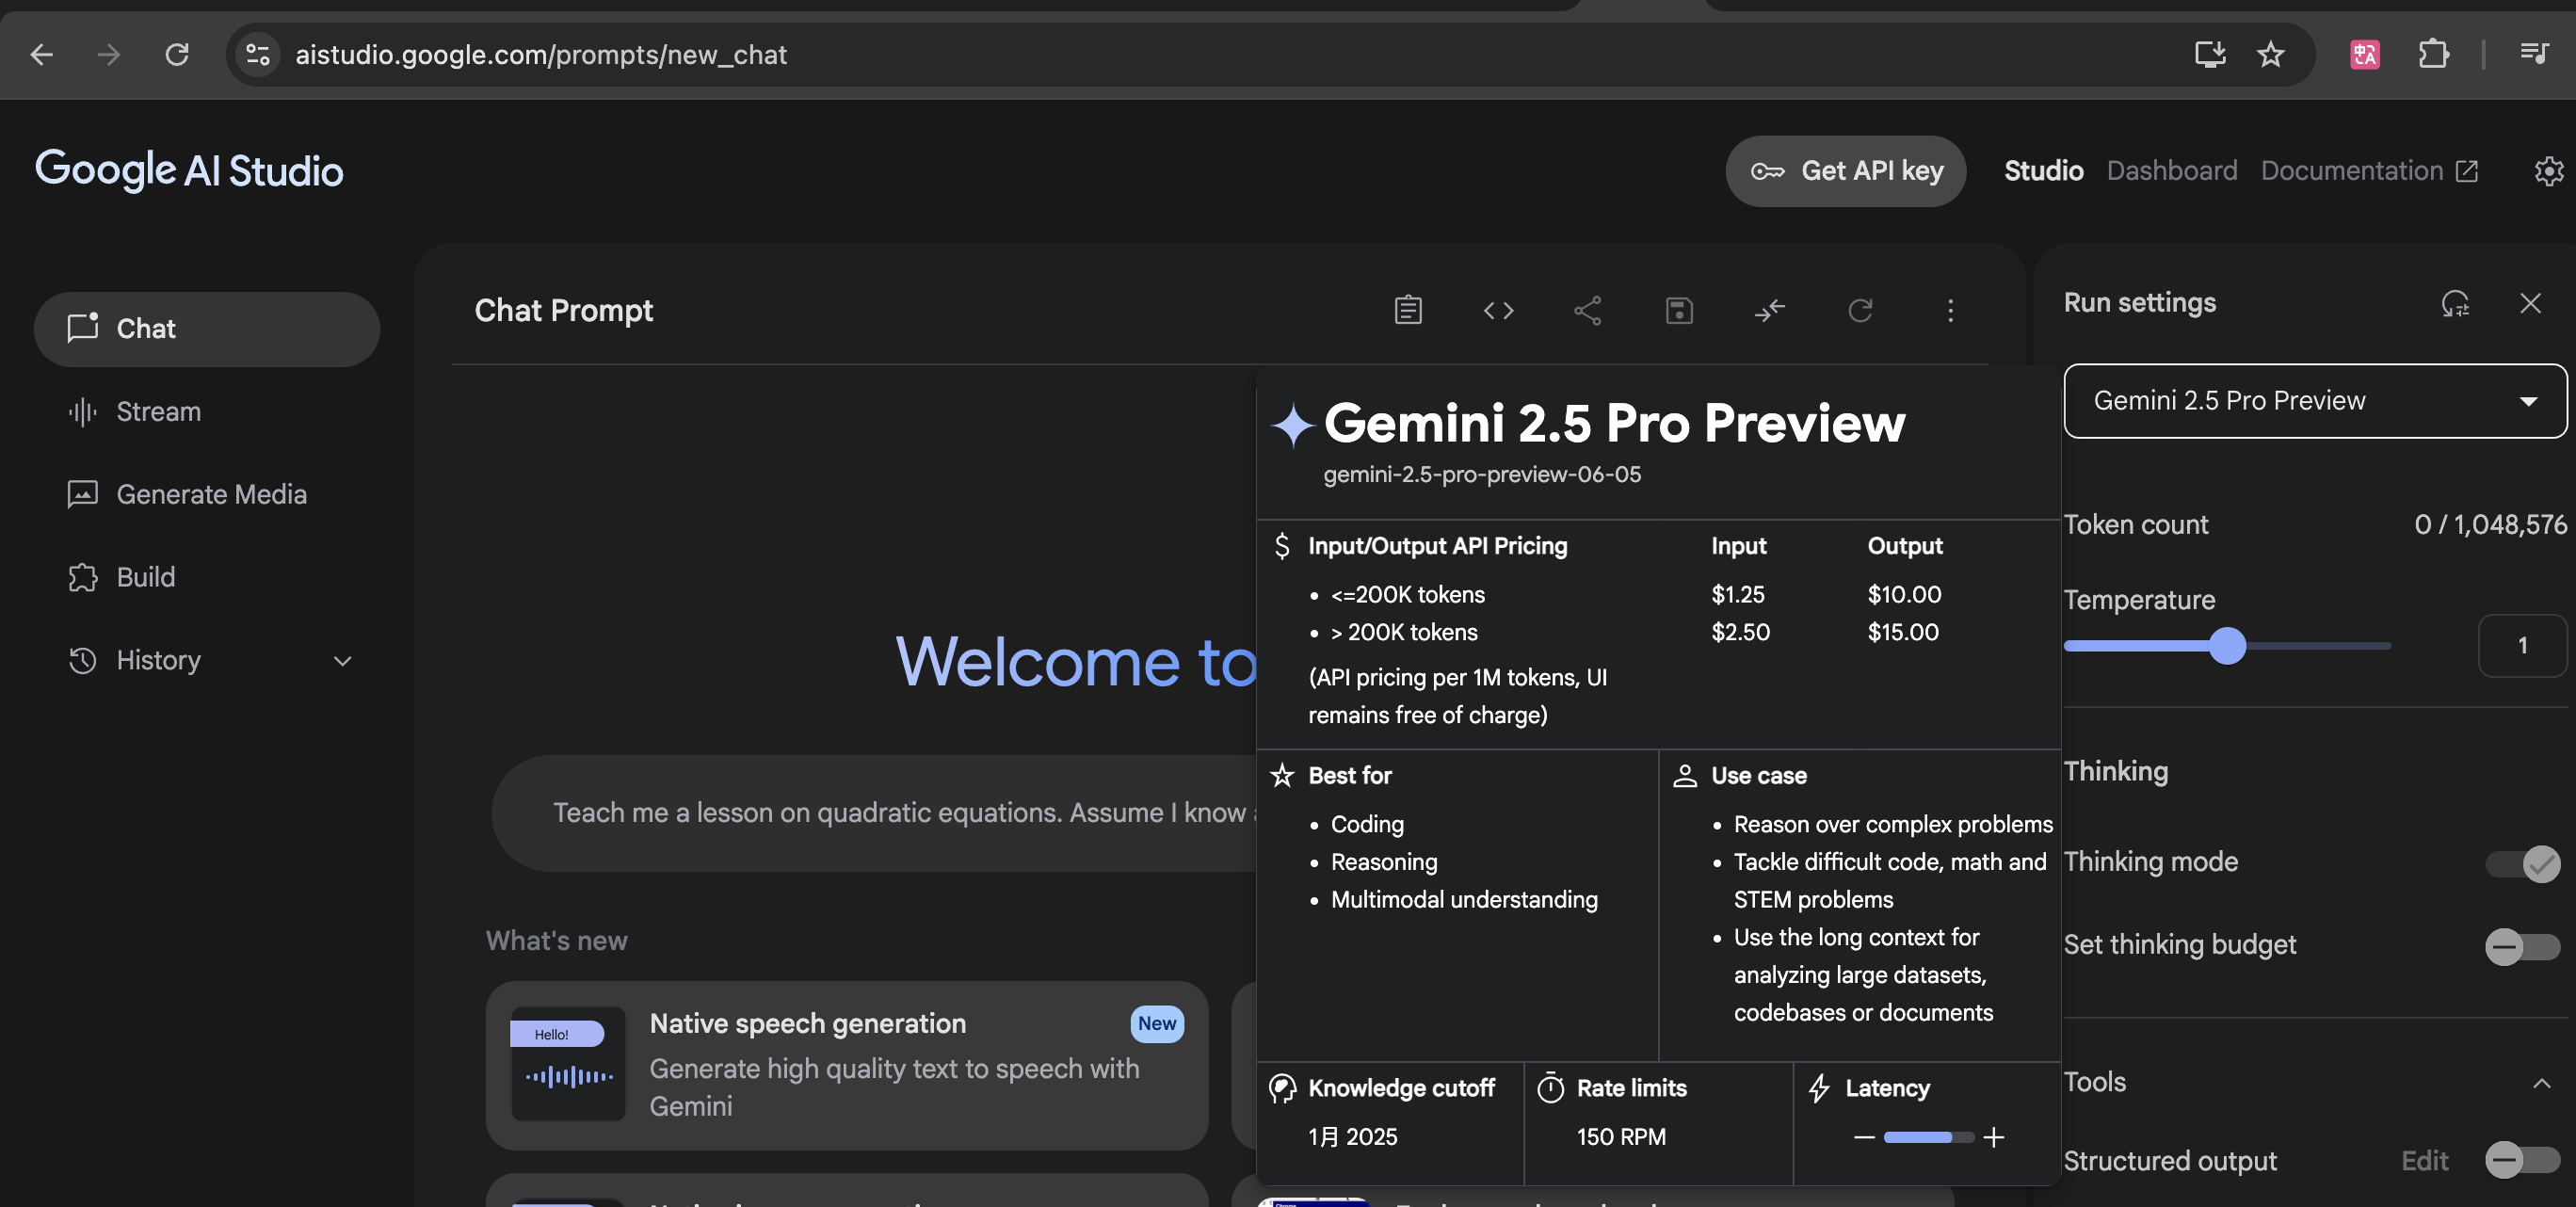 aistudio.google.com/prompts/new_chat
Google AI Studio
Get API key
Studio
Dashboard
Documentation
Chat
Stream
Generate Media
Build
History
Chat Prompt
Welcome to
Teach me a lesson on quadratic equations. Assume I know
What's new
Hello!
Native speech generation
New
Generate high quality text to speech with
Gemini
Gemini 2.5 Pro Preview
gemini-2.5-pro-preview-06-05
$ Input/Output API Pricing Input Output
• <=200K tokens $1.25 $10.00
• > 200K tokens $2.50 $15.00
(API pricing per 1M tokens, UI
remains free of charge)
Best for
• Coding
• Reasoning
• Multimodal understanding
Use case
• Reason over complex problems
• Tackle difficult code, math and
STEM problems
• Use the long context for
analyzing large datasets,
codebases or documents
Knowledge cutoff
1月 2025
Rate limits
150 RPM
Latency
Run settings
Gemini 2.5 Pro Preview
Token count 0 / 1,048,576
Temperature
1
Thinking
Thinking mode
Set thinking budget
Tools
Structured output Edit